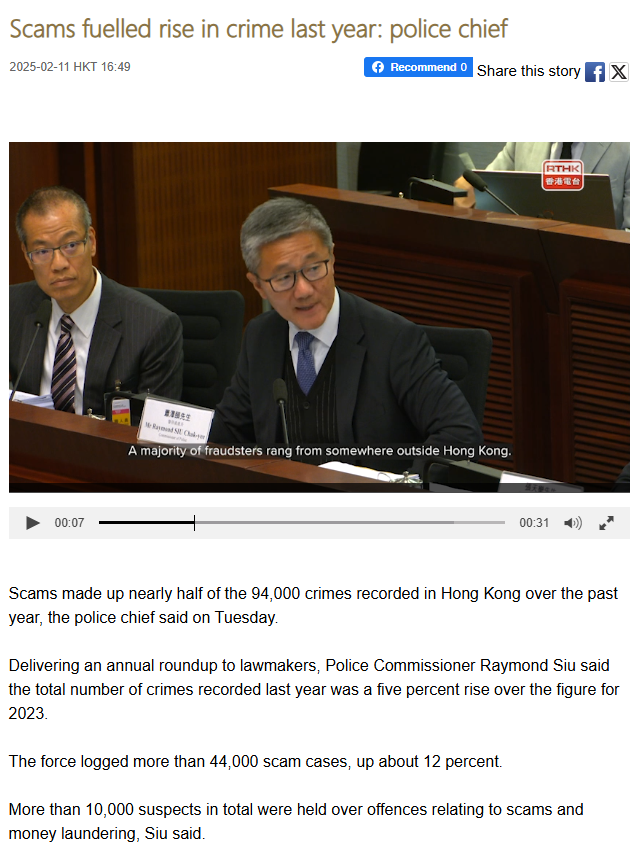 Scams fuelled rise in crime last year: police chief
2025-02-11 HKT 16:49
Recommend 0
Share this story
RTHK
香港電台
蕭澤頤先生
Mr Raymond SIU Chak-yee
A majority of fraudsters rang from somewhere outside Hong Kong.
00:07
00:31
Scams made up nearly half of the 94,000 crimes recorded in Hong Kong over the past
year, the police chief said on Tuesday.
Delivering an annual roundup to lawmakers, Police Commissioner Raymond Siu said
the total number of crimes recorded last year was a five percent rise over the figure for
2023.
The force logged more than 44,000 scam cases, up about 12 percent.
More than 10,000 suspects in total were held over offences relating to scams and
money laundering, Siu said.